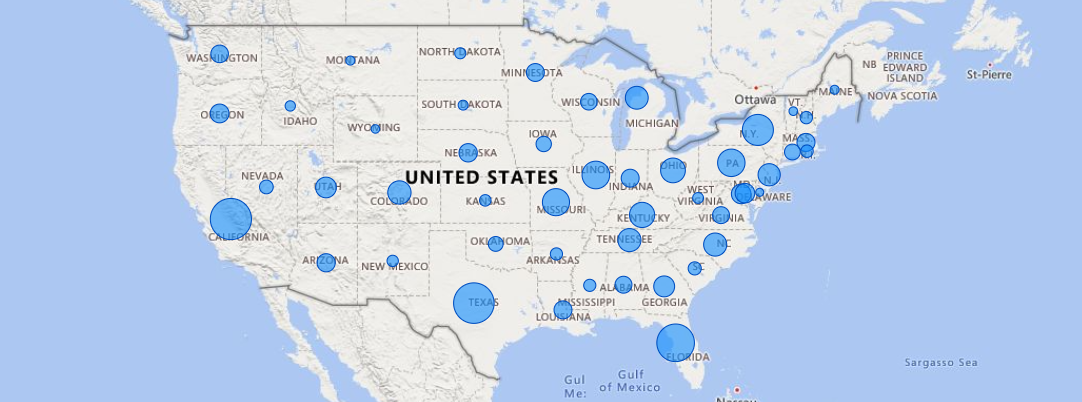 WASHINGTON
MONTANA
NORTH DAKOTA
MINNESOTA
OREGON
IDAHO
WYOMING
SOUTH DAKOTA
WISCONSIN
MICHIGAN
Ottawa
VT.
N.H.
MAINE
NB
PRINCE
EDWARD
ISLAND
NOVA SCOTIA
St-Pierre
N.Y.
MASS.
R.I.
NEVADA
UTAH
COLORADO
NEBRASKA
IOWA
UNITED STATES
KANSAS
MISSOURI
ILLINOIS
INDIANA
OHIO
PA
N.J.
MD.
DELAWARE
WEST
VIRGINIA
VIRGINIA
KENTUCKY
CALIFORNIA
ARIZONA
NEW MEXICO
OKLAHOMA
ARKANSAS
TENNESSEE
NC
SC
TEXAS
LOUISIANA
MISSISSIPPI
ALABAMA
GEORGIA
FLORIDA
Gul
Me:
Gulf
of Mexico
Sargasso Sea
Nassau